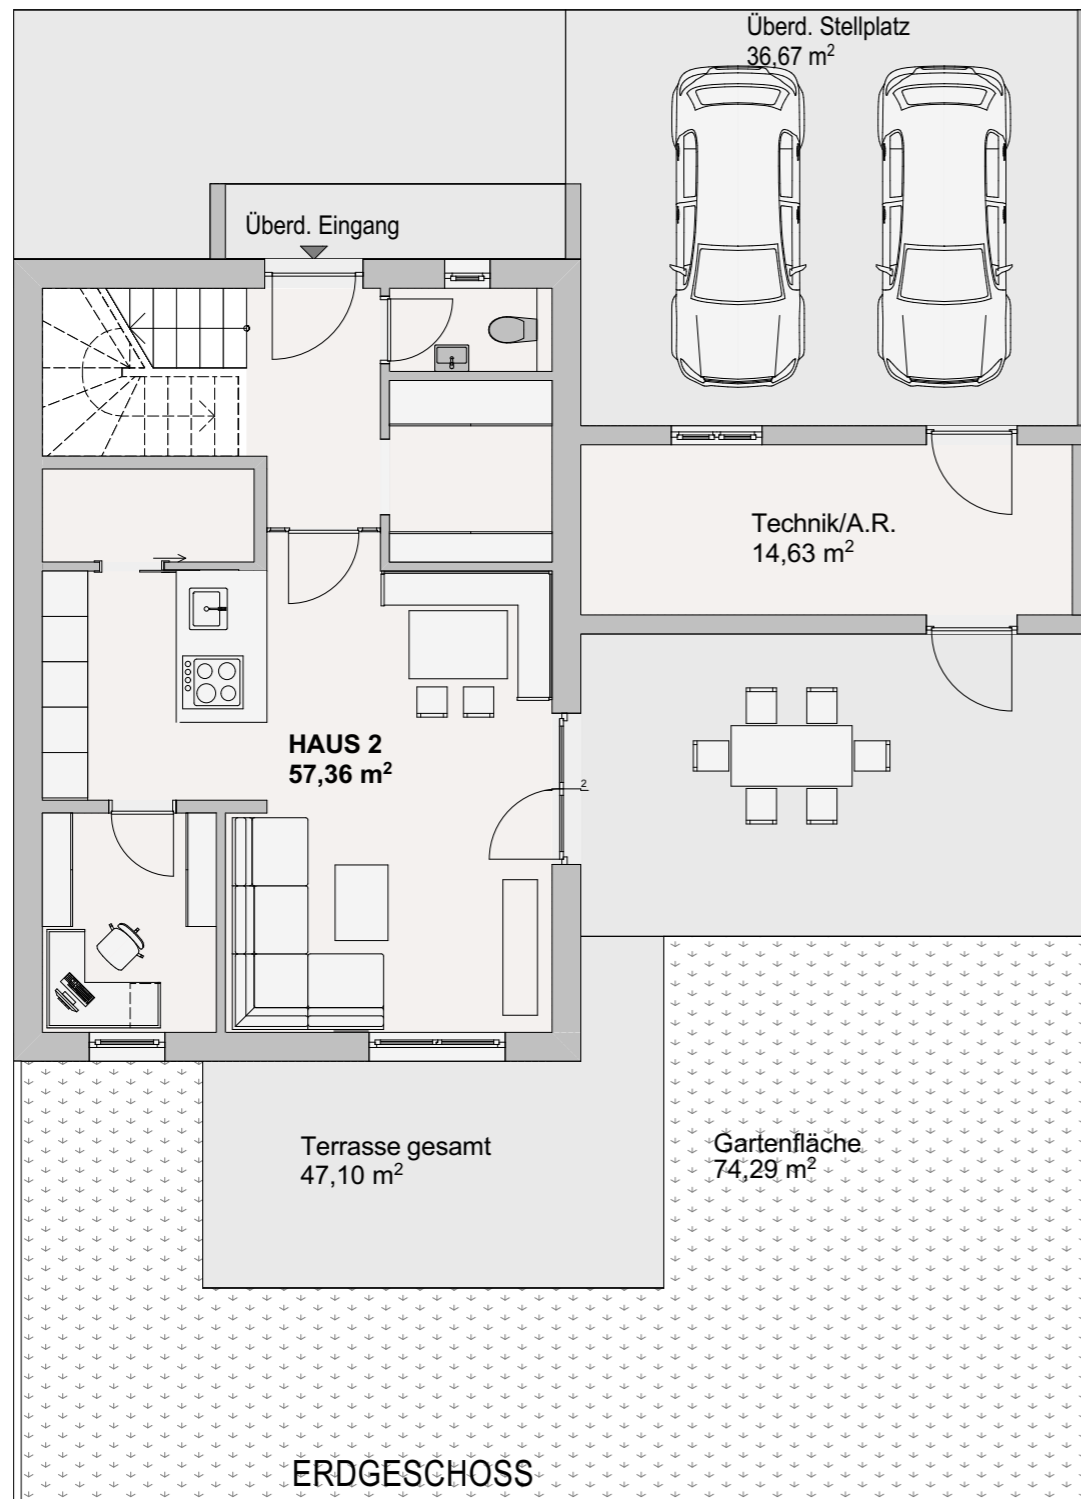 Überd. Stellplatz
36,67 m²
Überd. Eingang
Technik/A.R.
14,63 m²
HAUS 2
57,36 m²
2
Terrasse gesamt
47,10 m²
Gartenfläche
74,29 m²
ERDGESCHOSS